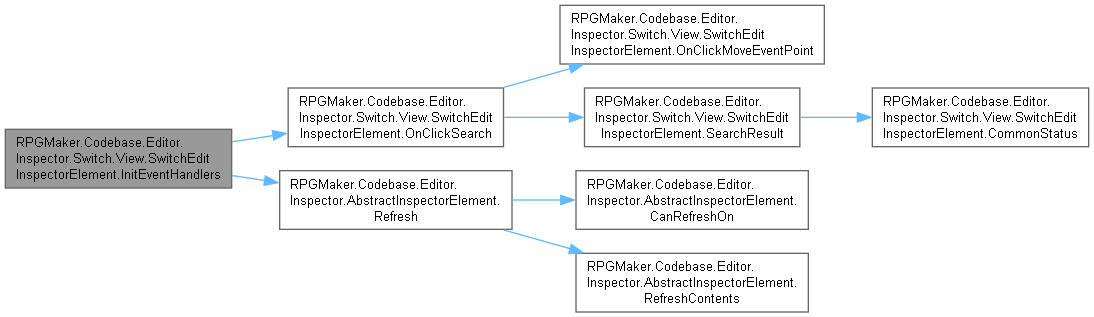 RPGMaker.Codebase.Editor.
Inspector.Switch.View.SwitchEdit
InspectorElement.InitEventHandlers
RPGMaker.Codebase.Editor.
Inspector.Switch.View.SwitchEdit
InspectorElement.OnClickSearch
RPGMaker.Codebase.Editor.
Inspector.Switch.View.SwitchEdit
InspectorElement.OnClickMoveEventPoint
RPGMaker.Codebase.Editor.
Inspector.Switch.View.SwitchEdit
InspectorElement.SearchResult
RPGMaker.Codebase.Editor.
Inspector.Switch.View.SwitchEdit
InspectorElement.CommonStatus
RPGMaker.Codebase.Editor.
Inspector.AbstractInspectorElement.
Refresh
RPGMaker.Codebase.Editor.
Inspector.AbstractInspectorElement.
CanRefreshOn
RPGMaker.Codebase.Editor.
Inspector.AbstractInspectorElement.
RefreshContents